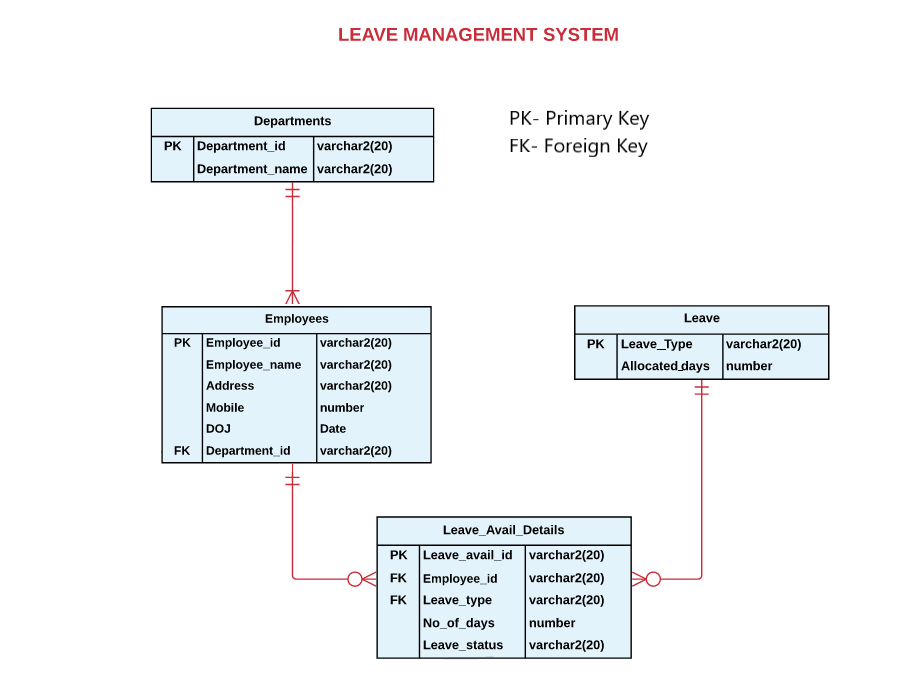 LEAVE MANAGEMENT SYSTEM
PK- Primary Key
FK- Foreign Key
Departments
PK Department_id varchar2(20)
Department_name varchar2(20)
Employees
PK Employee_id varchar2(20)
Employee_name varchar2(20)
Address varchar2(20)
Mobile number
DOJ Date
FK Department_id varchar2(20)
Leave
PK Leave_Type varchar2(20)
Allocated_days number
Leave_Avail_Details
PK Leave_avail_id varchar2(20)
FK Employee_id varchar2(20)
FK Leave_type varchar2(20)
No_of_days number
Leave_status varchar2(20)